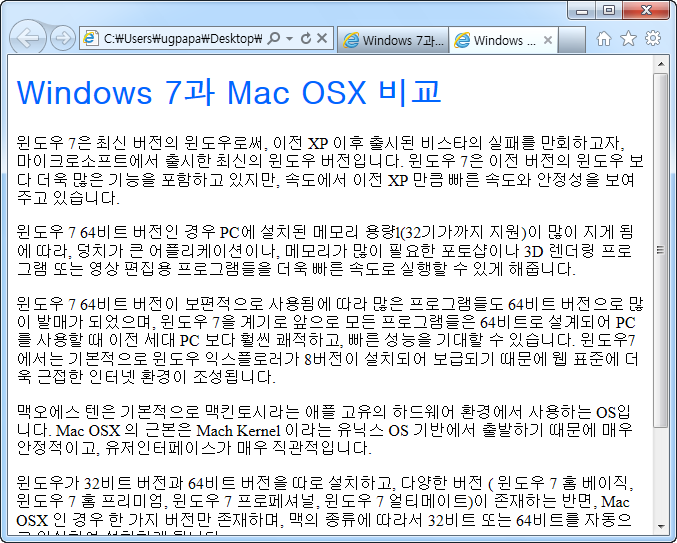 C:₩Users₩ugpapa₩Desktop₩
Windows 7과...
Windows ...
Windows 7과 Mac OSX 비교
윈도우 7은 최신 버전의 윈도우로써, 이전 XP 이후 출시된 비스타의 실패를 만회하고자,
마이크로소프트에서 출시한 최신의 윈도우 버전입니다. 윈도우 7은 이전 버전의 윈도우 보
다 더욱 많은 기능을 포함하고 있지만, 속도에서 이전 XP 만큼 빠른 속도와 안정성을 보여
주고 있습니다.
윈도우 7 64비트 버전인 경우 PC에 설치된 메모리 용량l(32기가까지 지원)이 많이 지게 됨
에 따라, 덩치가 큰 어플리케이션이나, 메모리가 많이 필요한 포토샵이나 3D 렌더링 프로
그램 또는 영상 편집용 프로그램들을 더욱 빠른 속도로 실행할 수 있게 해줍니다.
윈도우 7 64비트 버전이 보편적으로 사용됨에 따라 많은 프로그램들도 64비트 버전으로 많
이 발매가 되었으며, 윈도우 7을 계기로 앞으로 모든 프로그램들은 64비트로 설계되어 PC
를 사용할 때 이전 세대 PC 보다 훨씬 쾌적하고, 빠른 성능을 기대할 수 있습니다. 윈도우7
에서는 기본적으로 윈도우 익스플로러가 8버전이 설치되어 보급되기 때문에 웹 표준에 더
욱 근접한 인터넷 환경이 조성됩니다.
맥오에스 텐은 기본적으로 맥킨토시라는 애플 고유의 하드웨어 환경에서 사용하는 OS입
니다. Mac OSX 의 근본은 Mach Kernel 이라는 유닉스 OS 기반에서 출발하기 때문에 매우
안정적이고, 유저인터페이스가 매우 직관적입니다.
윈도우가 32비트 버전과 64비트 버전을 따로 설치하고, 다양한 버전 ( 윈도우 7 홈 베이직,
윈도우 7 홈 프리미엄, 윈도우 7 프로페셔널, 윈도우 7 얼티메이트)이 존재하는 반면, Mac
OSX 인 경우 한 가지 버전만 존재하며, 맥의 종류에 따라서 32비트 또는 64비트를 자동으